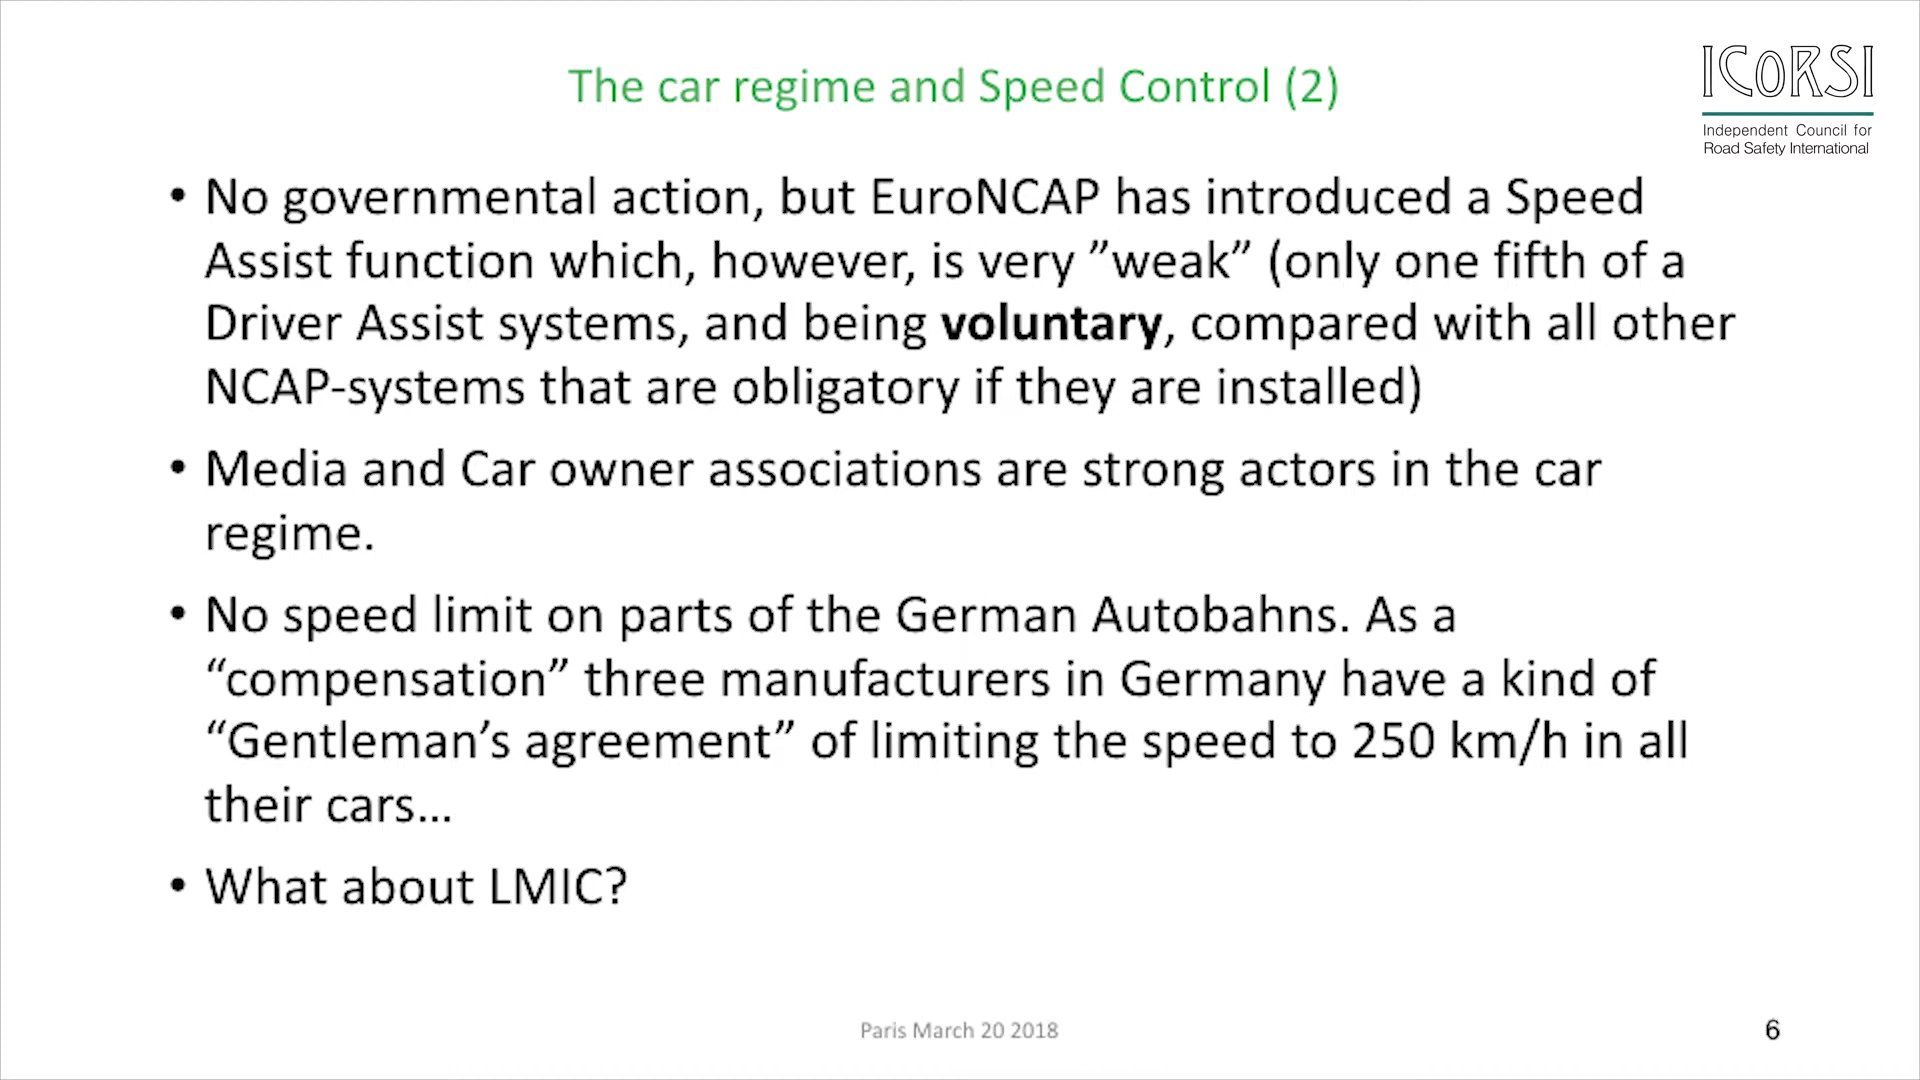 The car regime and Speed Control (2)
ICoRSI
Independent Council for
Road Safety International
• No governmental action, but EuroNCAP has introduced a Speed
Assist function which, however, is very ”weak” (only one fifth of a
Driver Assist systems, and being voluntary, compared with all other
NCAP-systems that are obligatory if they are installed)
• Media and Car owner associations are strong actors in the car
regime.
• No speed limit on parts of the German Autobahns. As a
“compensation” three manufacturers in Germany have a kind of
“Gentleman’s agreement” of limiting the speed to 250 km/h in all
their cars…
• What about LMIC?
Paris March 20 2018
6